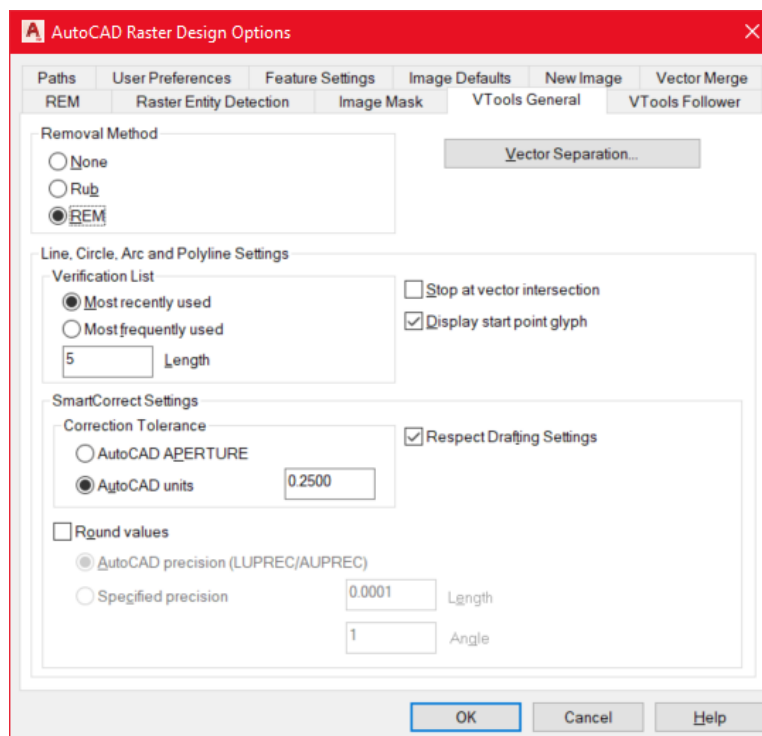 AutoCAD Raster Design Options
Paths User Preferences Feature Settings Image Defaults New Image Vector Merge
REM Raster Entity Detection Image Mask VTools General VTools Follower
Removal Method
None
Rub
REM
Vector Separation...
Line, Circle, Arc and Polyline Settings
Verification List
Most recently used
Most frequently used
5 Length
Stop at vector intersection
Display start point glyph
SmartCorrect Settings
Correction Tolerance
AutoCAD APERTURE
AutoCAD units 0.2500
Respect Drafting Settings
Round values
AutoCAD precision (LUPREC/AUPREC)
Specified precision 0.0001 Length
1 Angle
OK Cancel Help